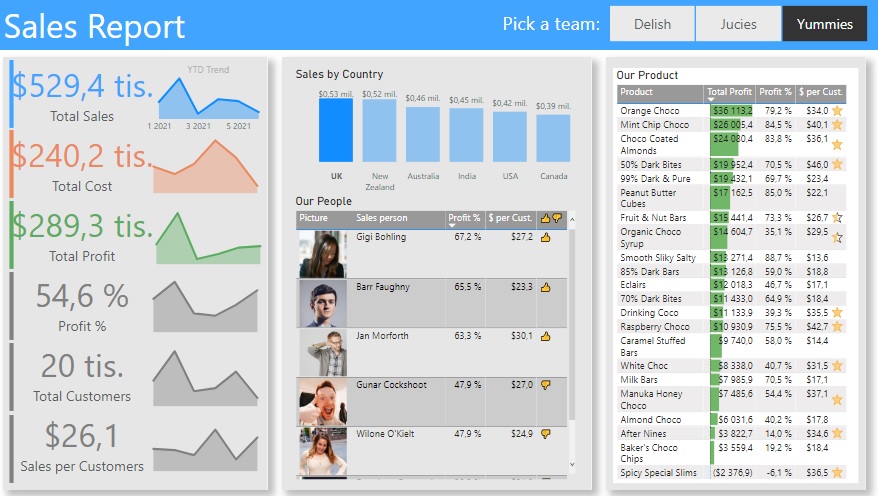 Sales Report
Pick a team:
Delish
Jucies
Yummies
YTD Trend
$529,4 tis.
Total Sales
1 2021 3 2021 5 2021
$240,2 tis.
Total Cost
$289,3 tis.
Total Profit
54,6 %
Profit %
20 tis.
Total Customers
$26,1
Sales per Customers
Sales by Country
$0,53 mil. $0,52 mil. $0,46 mil. $0,45 mil. $0,42 mil. $0,39 mil.
UK New Zealand Australia India USA Canada
Our People
Picture Sales person Profit % $ per Cust.
Gigi Bohling 67,2 % $27,2
Barr Faughny 65,5 % $23,3
Jan Morforth 63,3 % $30,1
Gunar Cockshoot 47,9 % $27,0
Wilone O'Kielt 47,9 % $24,9
Our Product
Product Total Profit Profit % $ per Cust.
Orange Choco $36 113,2 79,2 % $34,0
Mint Chip Choco $26 005,4 84,5 % $40,1
Choco Coated Almonds $24 080,4 83,8 % $36,1
50% Dark Bites $19 952,4 70,5 % $46,0
99% Dark & Pure $19 432,1 69,7 % $23,4
Peanut Butter Cubes $17 162,5 85,0 % $22,1
Fruit & Nut Bars $15 441,4 73,3 % $26,7
Organic Choco Syrup $14 604,7 35,1 % $29,5
Smooth Sliky Salty $13 271,4 88,7 % $13,6
85% Dark Bars $13 126,8 59,0 % $18,8
Eclairs $12 018,3 46,7 % $17,1
70% Dark Bites $11 433,0 64,9 % $18,4
Drinking Coco $11 133,9 39,3 % $35,5
Raspberry Choco $10 930,9 75,5 % $42,7
Caramel Stuffed Bars $9 740,0 58,0 % $14,4
White Choc $8 338,0 40,7 % $31,5
Milk Bars $7 985,9 70,5 % $17,1
Manuka Honey Choco $7 485,6 54,4 % $37,1
Almond Choco $6 031,6 40,2 % $17,8
After Nines $3 822,7 14,0 % $34,6
Baker's Choco Chips $3 559,4 19,2 % $18,4
Spicy Special Slims ($2 376,9) -6,1 % $36,5